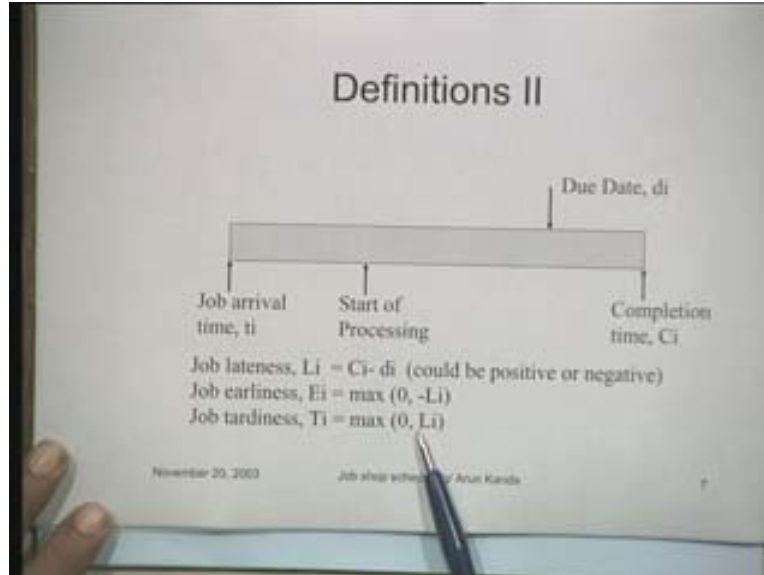 Definitions II
Due Date, di
Job arrival
time, ti
Start of
Processing
Completion
time, Ci
Job lateness, Li = Ci- di (could be positive or negative)
Job earliness, Ei = max (0, -Li)
Job tardiness, Ti = max (0, Li)
November 20, 2003
Job shop Arun Kanda
7